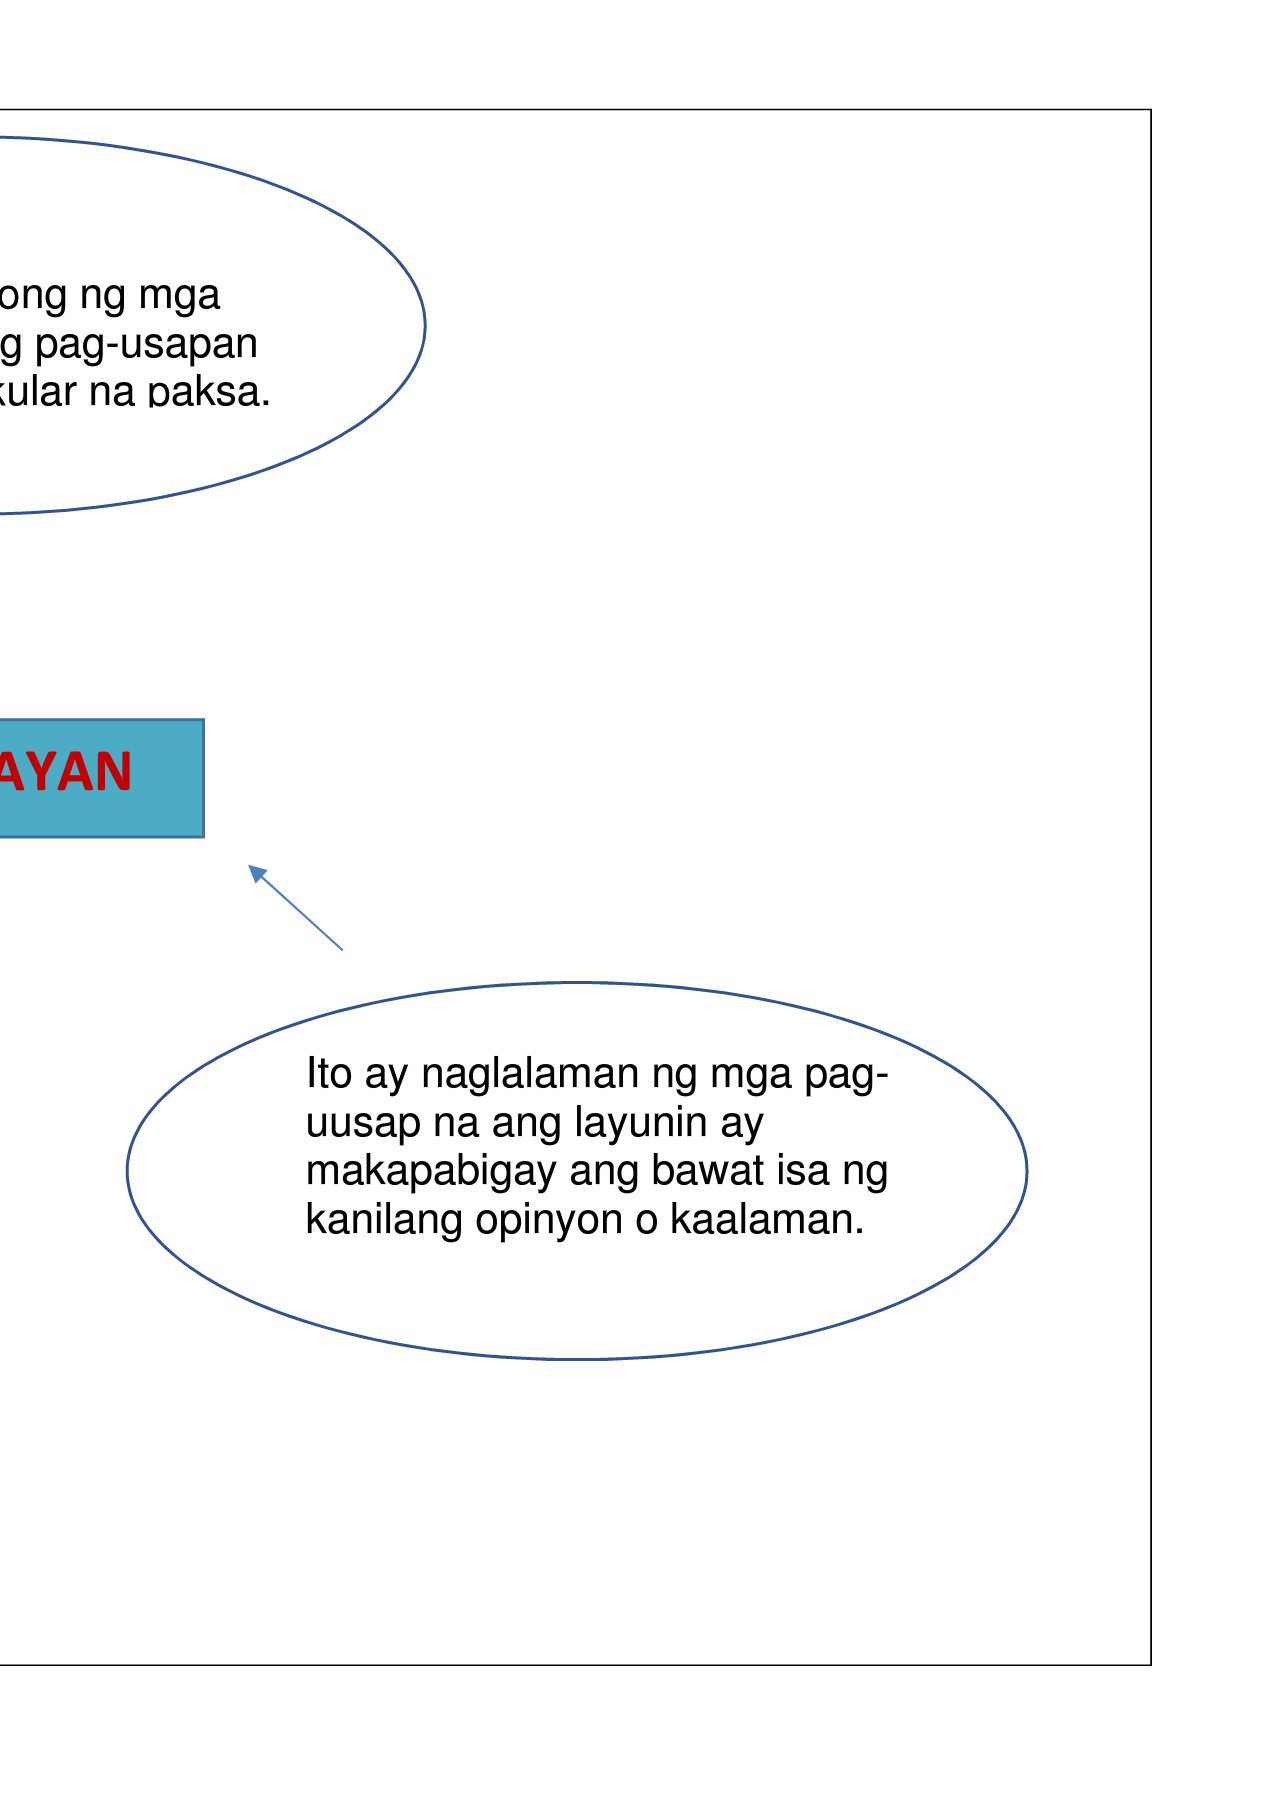 ong ng mga
g pag-usapan
kular na paksa.
AYAN
Ito ay naglalaman ng mga pag-
uusap na ang layunin ay
makapabigay ang bawat isa ng
kanilang opinyon o kaalaman.